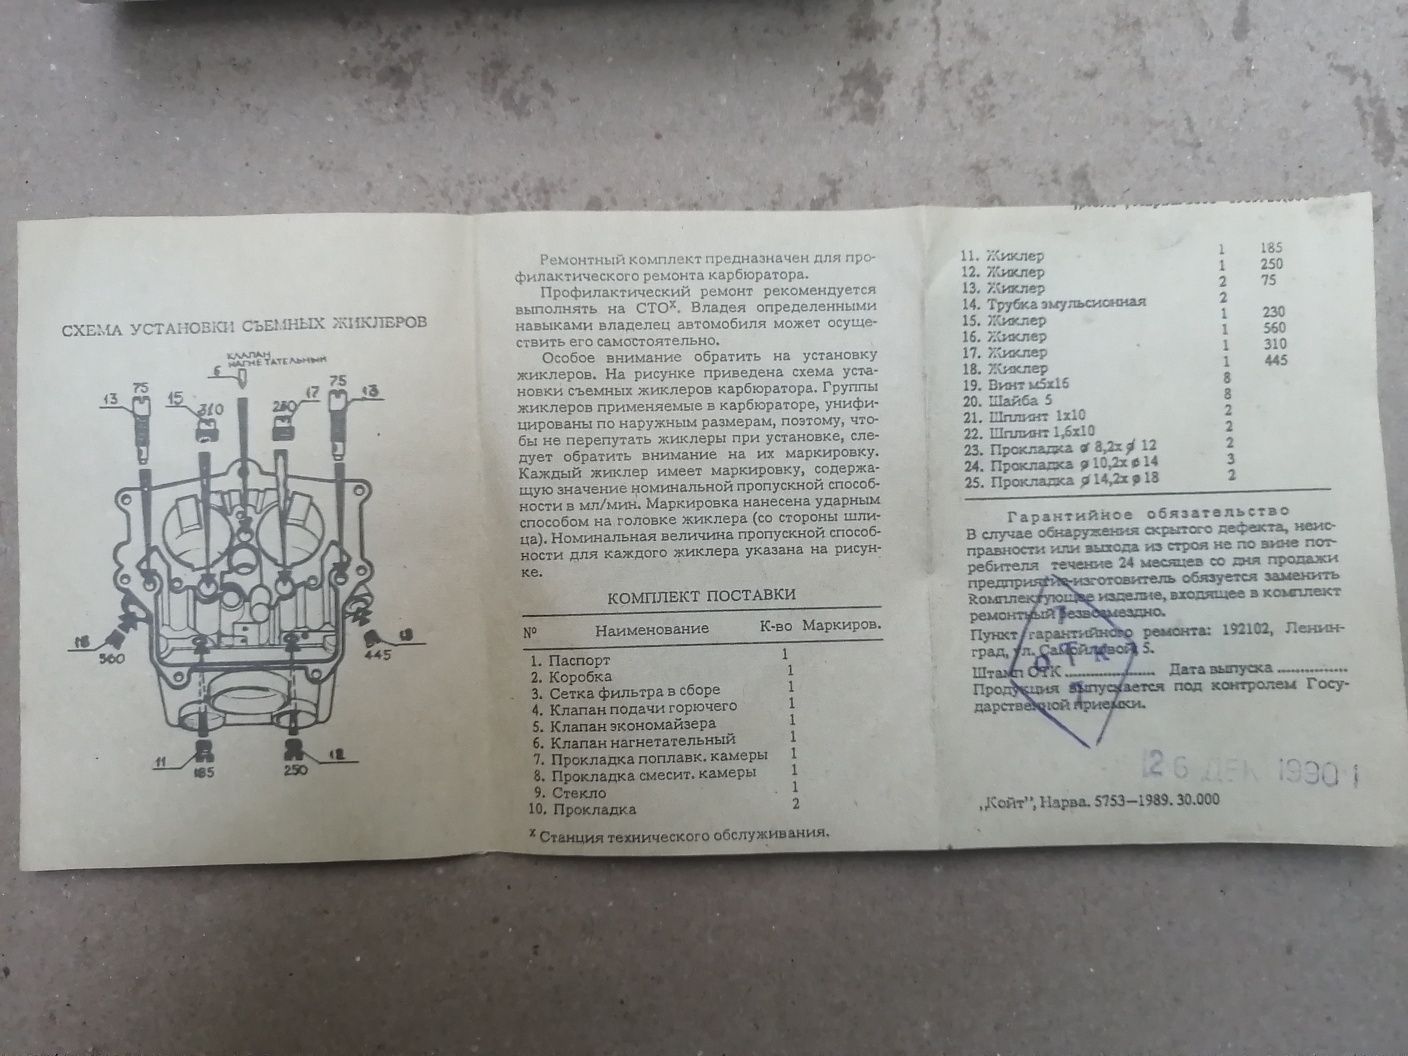 СХЕМА УСТАНОВКИ СЪЕМНЫХ ЖИКЛЕРОВ
КЛАПАН
НАГНЕТАТЕЛЬНЫЙ
6
75
75
13
15
310
17
13
560
445
11
185
250
12
Ремонтный комплект предназначен для про-
филактического ремонта карбюратора.
Профилактический ремонт рекомендуется
выполнять на СТОХ. Владея определенными
навыками владелец автомобиля может осуще-
ствить его самостоятельно.
Особое внимание обратить на установку
жиклеров. На рисунке приведена схема уста-
новки съемных жиклеров карбюратора. Группы
жиклеров применяемые в карбюраторе, унифи-
цированы по наружным размерам, поэтому, что-
бы не перепутать жиклеры при установке, сле-
дует обратить внимание на их маркировку.
Каждый жиклер имеет маркировку, содержа-
щую значение номинальной пропускной способ-
ности в мл/мин. Маркировка нанесена ударным
способом на головке жиклера (со стороны шли-
ца). Номинальная величина пропускной способ-
ности для каждого жиклера указана на рисун-
ке.
КОМПЛЕКТ ПОСТАВКИ
№ Наименование К-во Маркиров.
1. Паспорт 1
2. Коробка 1
3. Сетка фильтра в сборе 1
4. Клапан подачи горючего 1
5. Клапан экономайзера 1
6. Клапан нагнетательный 1
7. Прокладка поплавк. камеры 1
8. Прокладка смесит. камеры 1
9. Стекло 1
10. Прокладка 2
х Станция технического обслуживания.
11. Жиклер 1 185
12. Жиклер 1 250
13. Жиклер 2 75
14. Трубка эмульсионная 2
15. Жиклер 1 230
16. Жиклер 1 560
17. Жиклер 1 310
18. Жиклер 1 445
19. Винт м5х16 8
20. Шайба 5 8
21. Шплинт 1х10 2
22. Шплинт 1,6х10 2
23. Прокладка ø 8,2х ø 12 2
24. Прокладка ø 10,2х ø 14 3
25. Прокладка ø 14,2х ø 18 2
Гарантийное обязательство
В случае обнаружения скрытого дефекта, неис-
правности или выхода из строя не по вине пот-
ребителя течение 24 месяцев со дня продажи
предприятие-изготовитель обязуется заменить
Комплектующее изделие, входящее в комплект
ремонтный безвозмездно.
Пункт гарантийного ремонта: 192102, Ленин-
град, ул. Самойловой, 5.
Штамп ОТК .................... Дата выпуска ...............
Продукция выпускается под контролем Госу-
дарственной приемки.
ОТК
26 ДЕК 1990
„Койт", Нарва. 5753—1989. 30.000